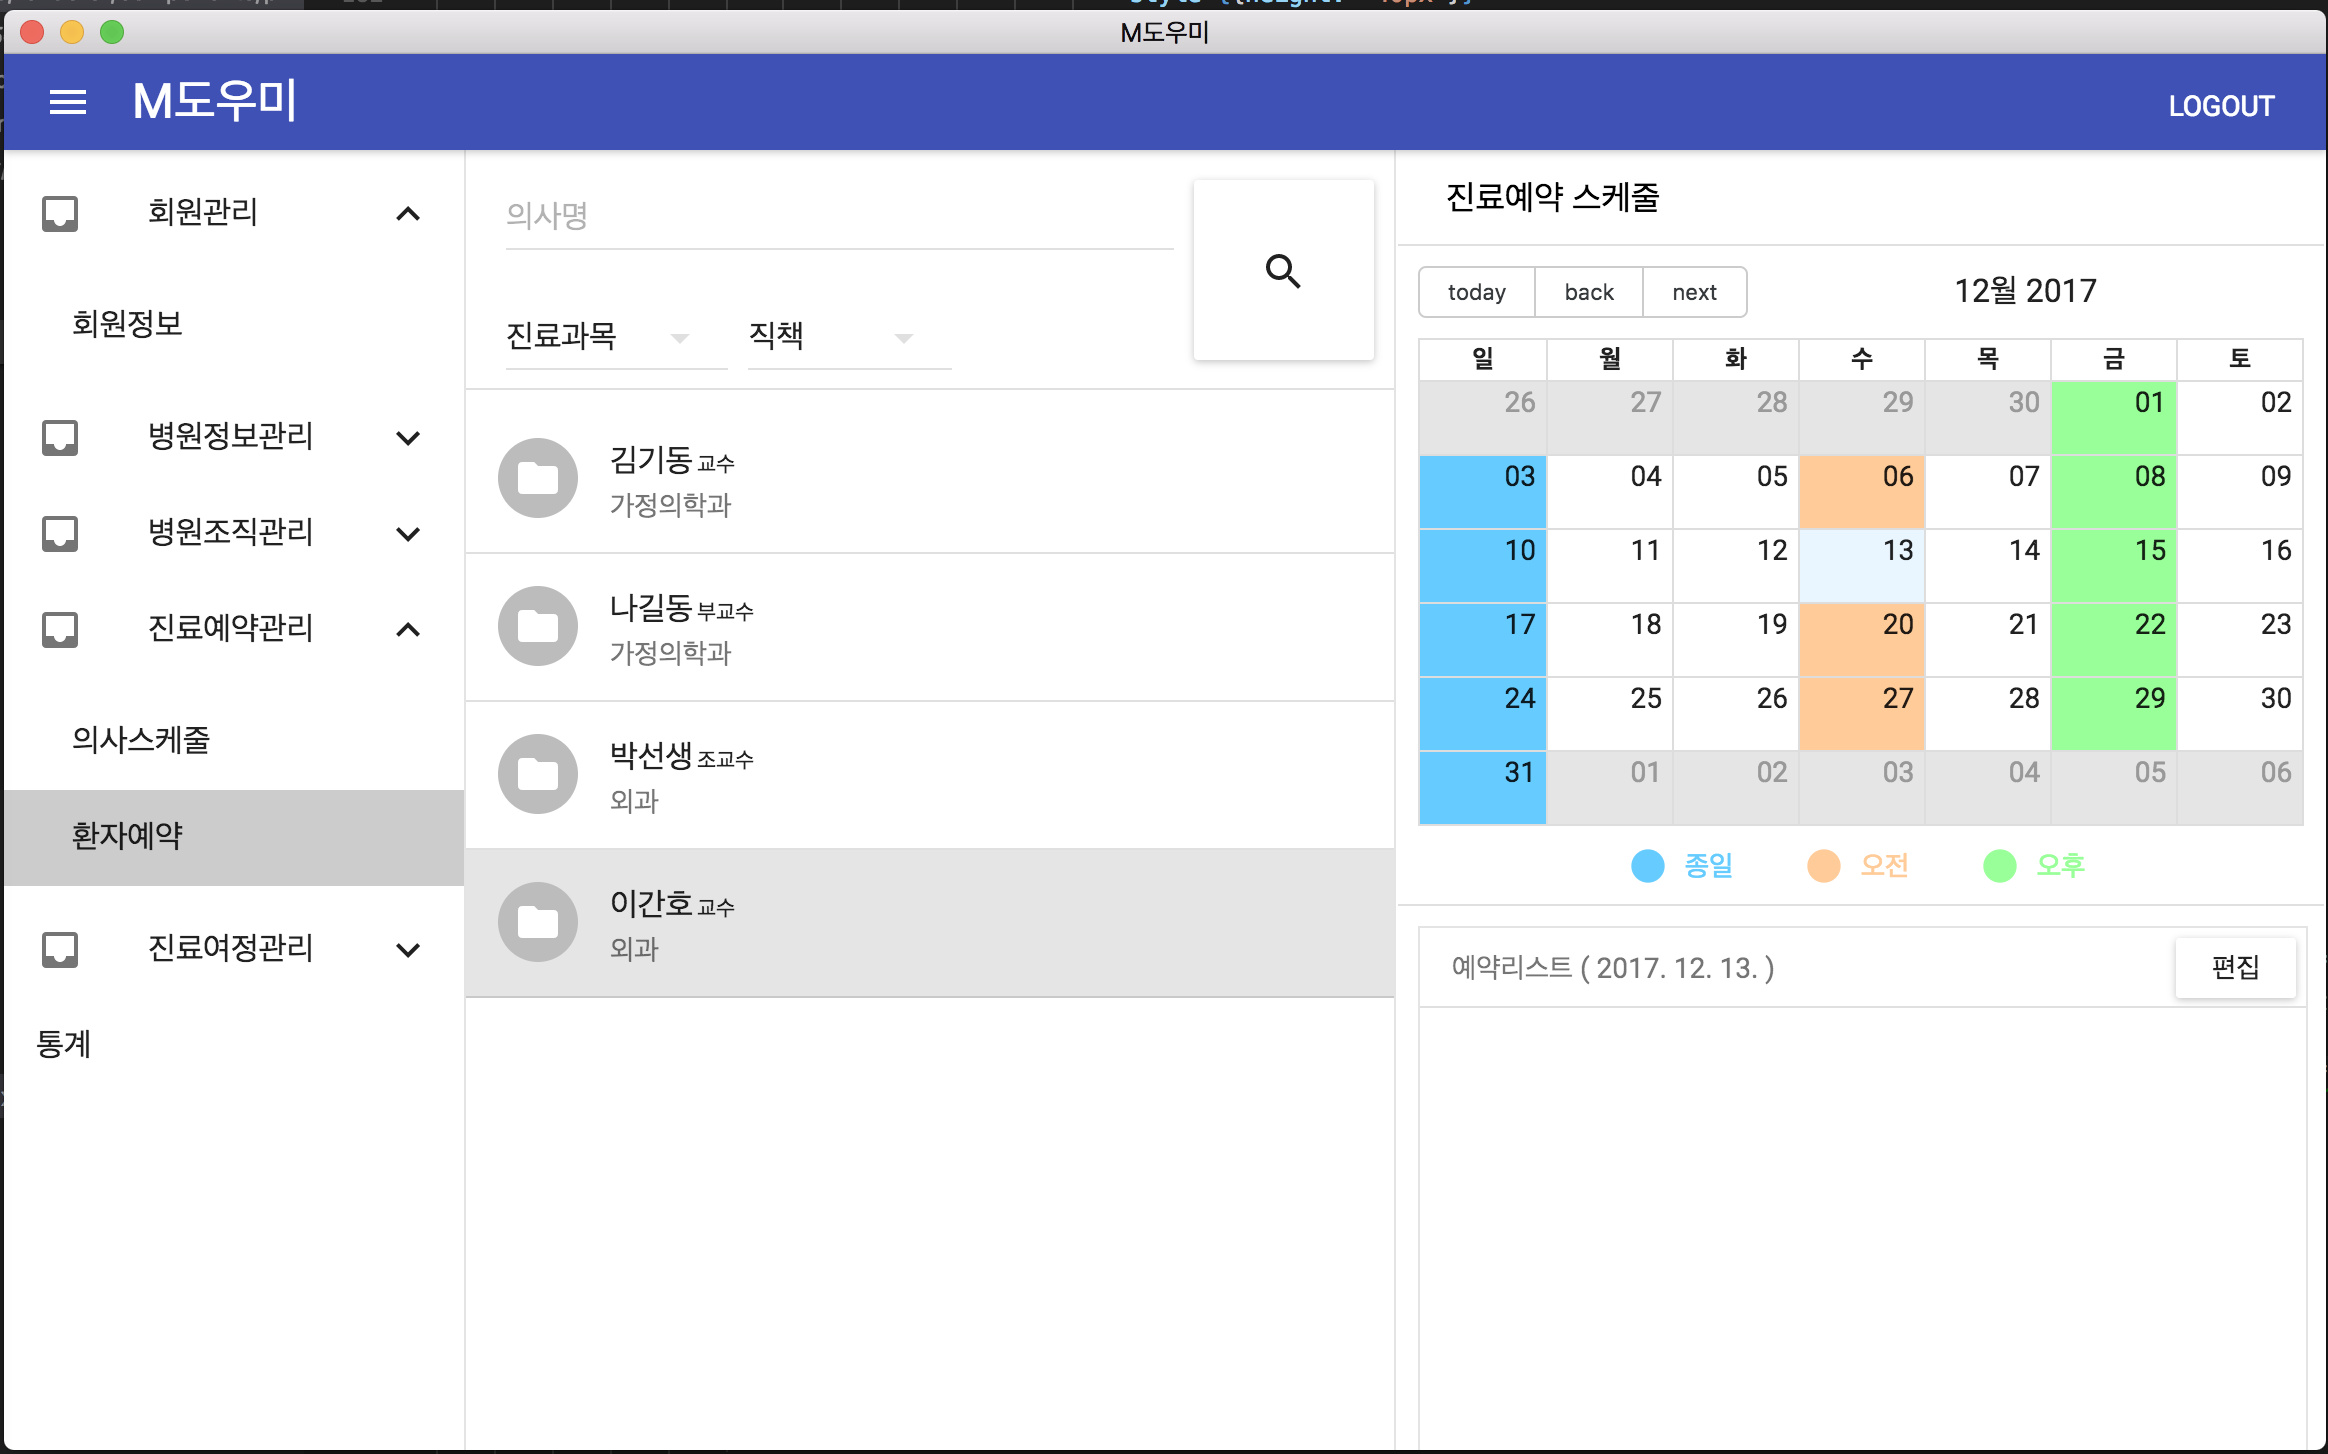 M도우미
M도우미
LOGOUT
회원관리
회원정보
병원정보관리
병원조직관리
진료예약관리
의사스케줄
환자예약
진료여정관리
통계
의사명
진료과목 직책
김기동 교수
가정의학과
나길동 부교수
가정의학과
박선생 조교수
외과
이간호 교수
외과
진료예약 스케줄
today back next 12월 2017
일 월 화 수 목 금 토
26 27 28 29 30 01 02
03 04 05 06 07 08 09
10 11 12 13 14 15 16
17 18 19 20 21 22 23
24 25 26 27 28 29 30
31 01 02 03 04 05 06
종일 오전 오후
예약리스트 ( 2017. 12. 13. ) 편집